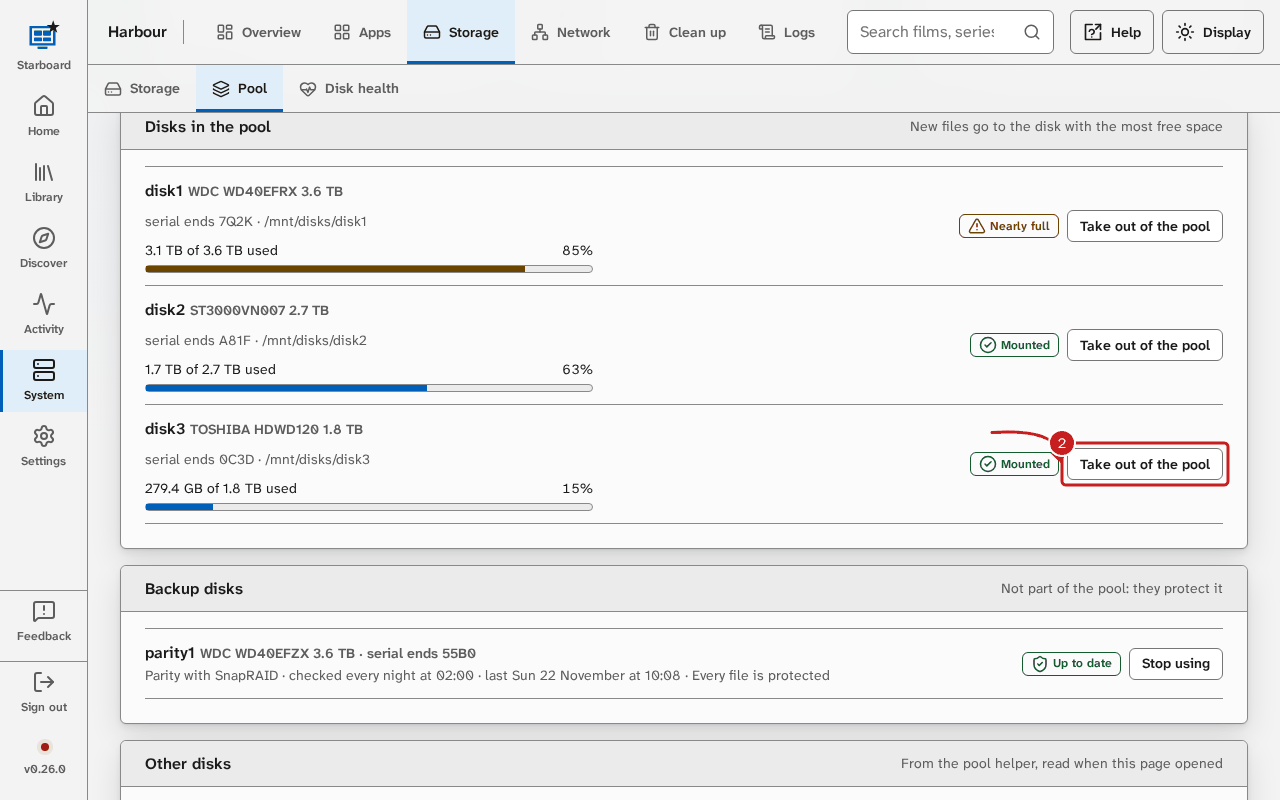 Starboard
Home
Library
Discover
Activity
System
Settings
Feedback
Sign out
v0.26.0
Harbour
Overview
Apps
Storage
Network
Clean up
Logs
Search films, series
Help
Display
Storage
Pool
Disk health
Disks in the pool
New files go to the disk with the most free space
disk1 WDC WD40EFRX 3.6 TB
serial ends 7Q2K · /mnt/disks/disk1
3.1 TB of 3.6 TB used 85%
Nearly full
Take out of the pool
disk2 ST3000VN007 2.7 TB
serial ends A81F · /mnt/disks/disk2
1.7 TB of 2.7 TB used 63%
Mounted
Take out of the pool
disk3 TOSHIBA HDWD120 1.8 TB
serial ends 0C3D · /mnt/disks/disk3
279.4 GB of 1.8 TB used 15%
Mounted
2
Take out of the pool
Backup disks
Not part of the pool: they protect it
parity1 WDC WD40EFZX 3.6 TB · serial ends 55B0
Parity with SnapRAID · checked every night at 02:00 · last Sun 22 November at 10:08 · Every file is protected
Up to date
Stop using
Other disks
From the pool helper, read when this page opened